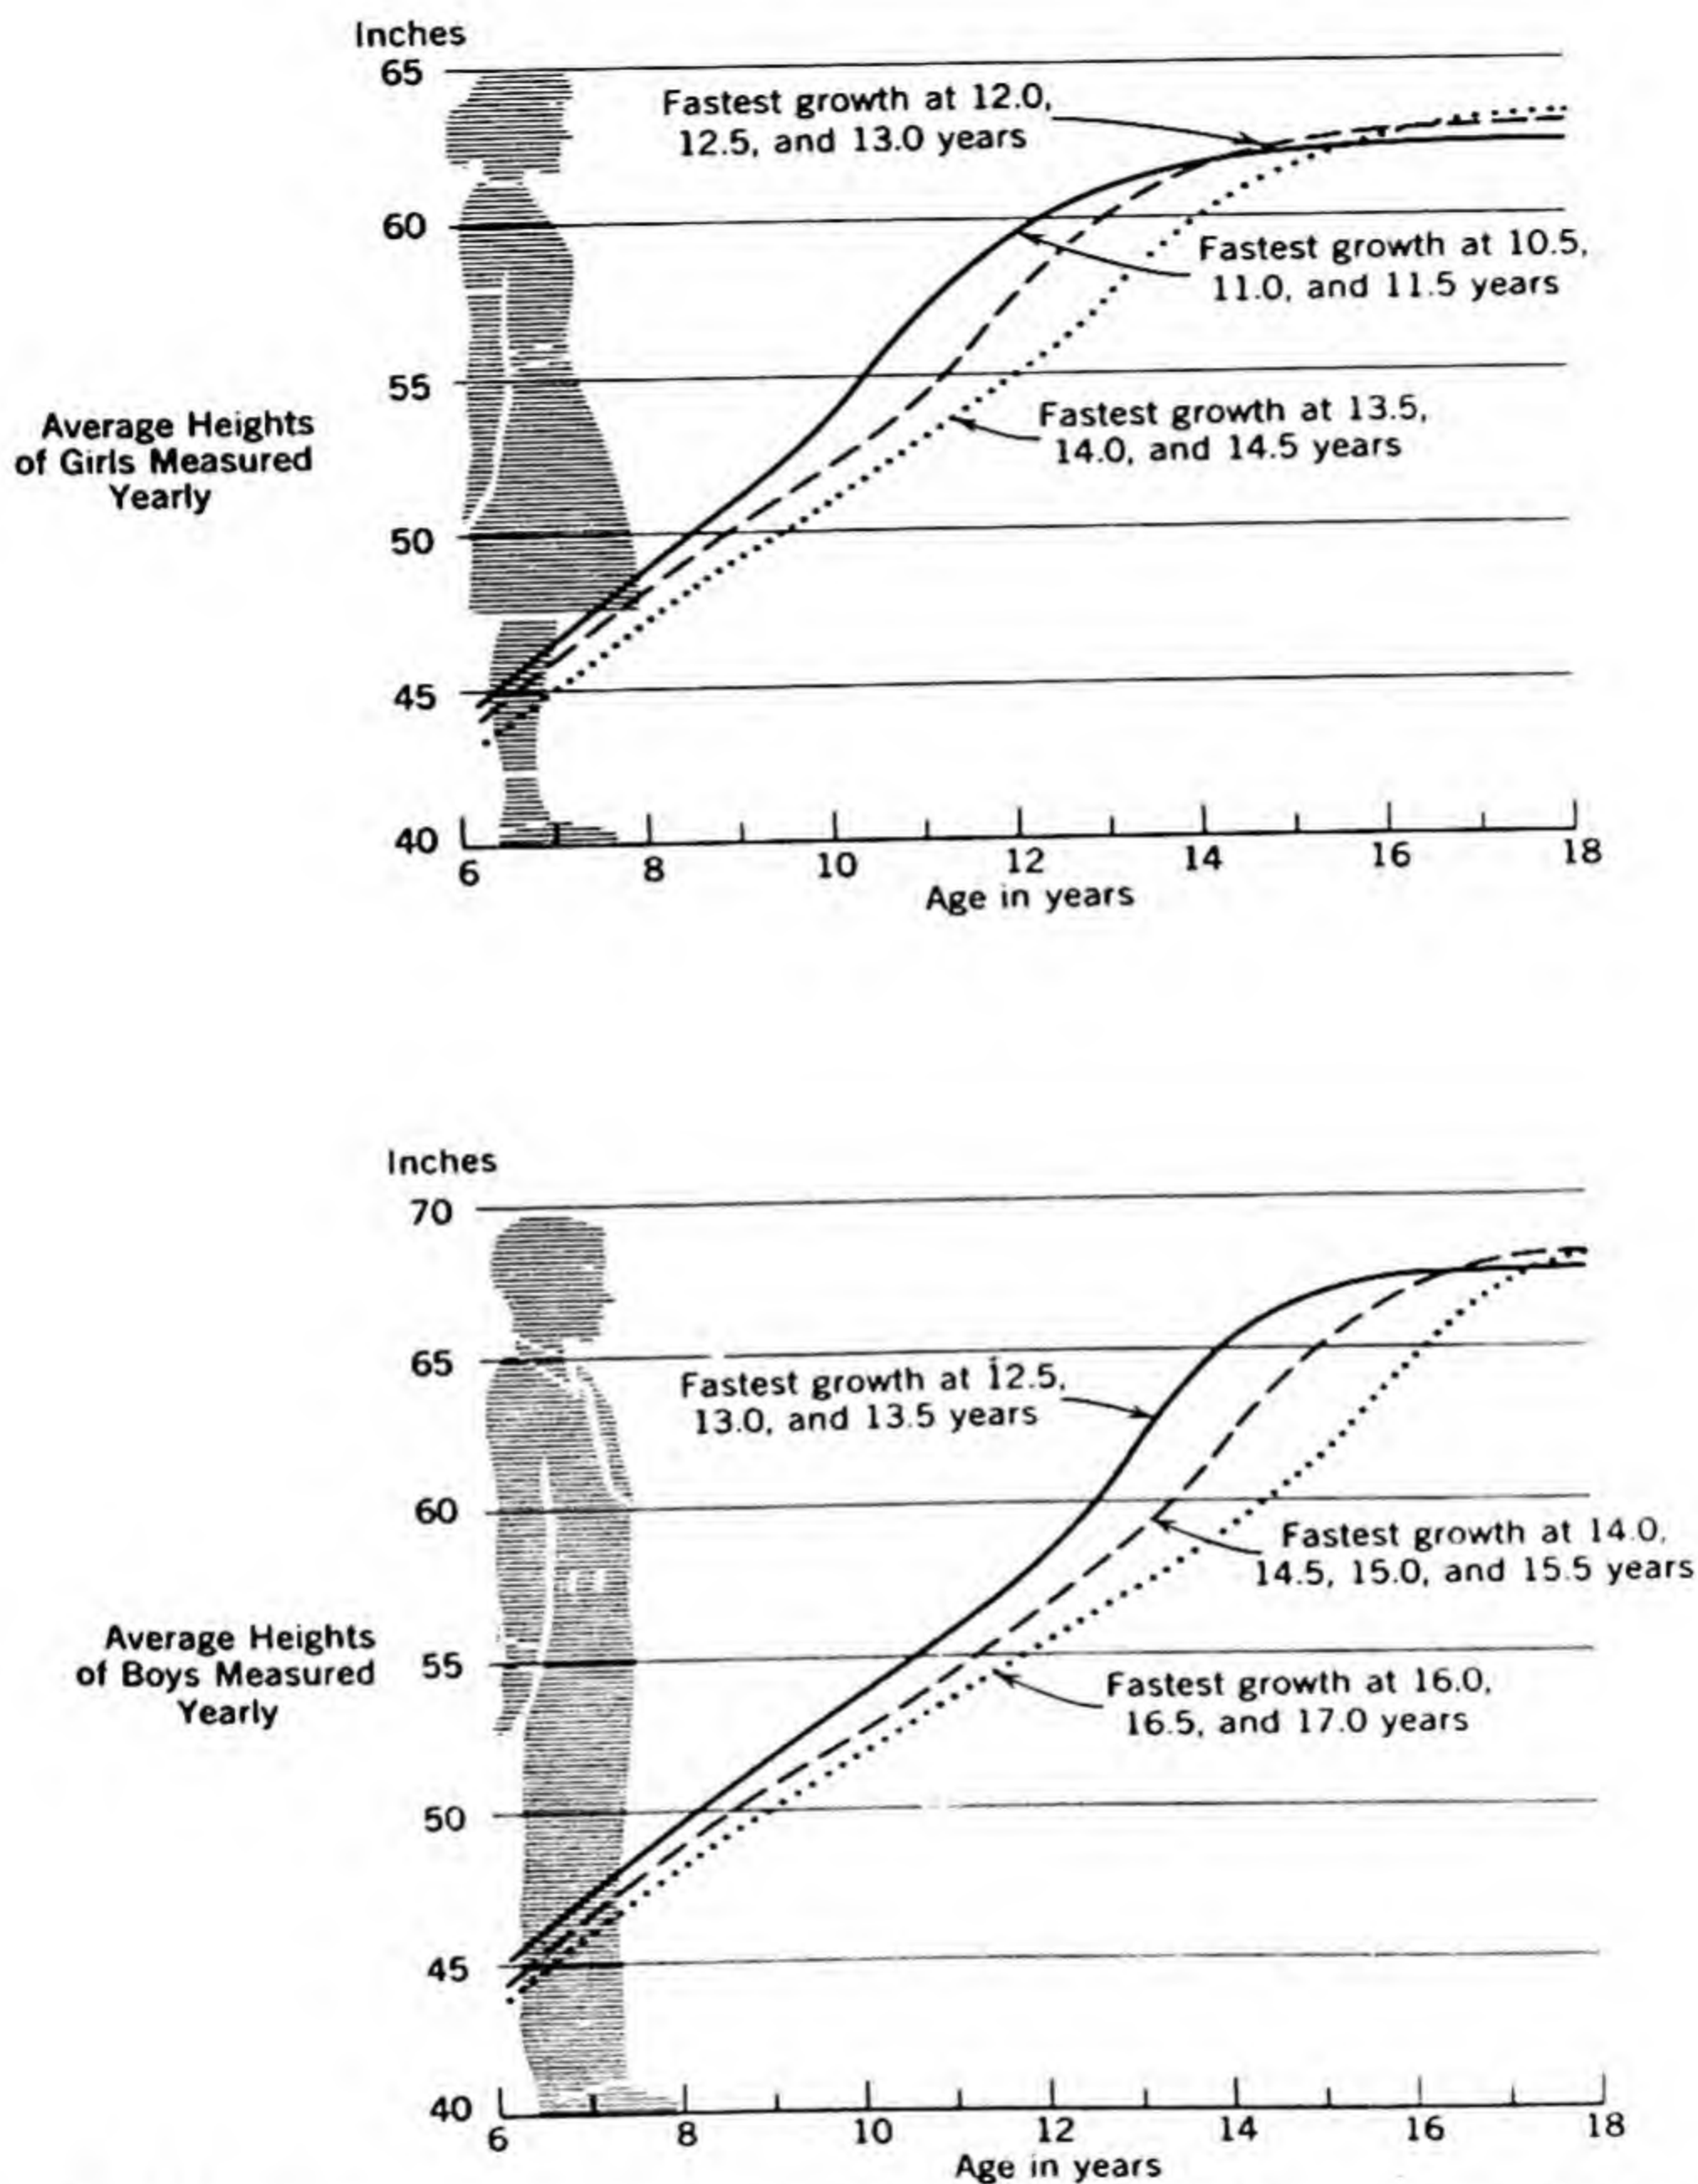 Inches
65
Fastest growth at 12.0,
12.5, and 13.0 years
60
Fastest growth at 10.5,
11.0, and 11.5 years
55
Fastest growth at 13.5,
14.0, and 14.5 years
Average Heights
of Girls Measured
Yearly
50
45
40
6 8 10 12 14 16 18
Age in years
Inches
70
65
Fastest growth at 12.5,
13.0, and 13.5 years
60
Fastest growth at 14.0,
14.5, 15.0, and 15.5 years
Average Heights
of Boys Measured
Yearly
55
Fastest growth at 16.0,
16.5, and 17.0 years
50
45
40
6 8 10 12 14 16 18
Age in years